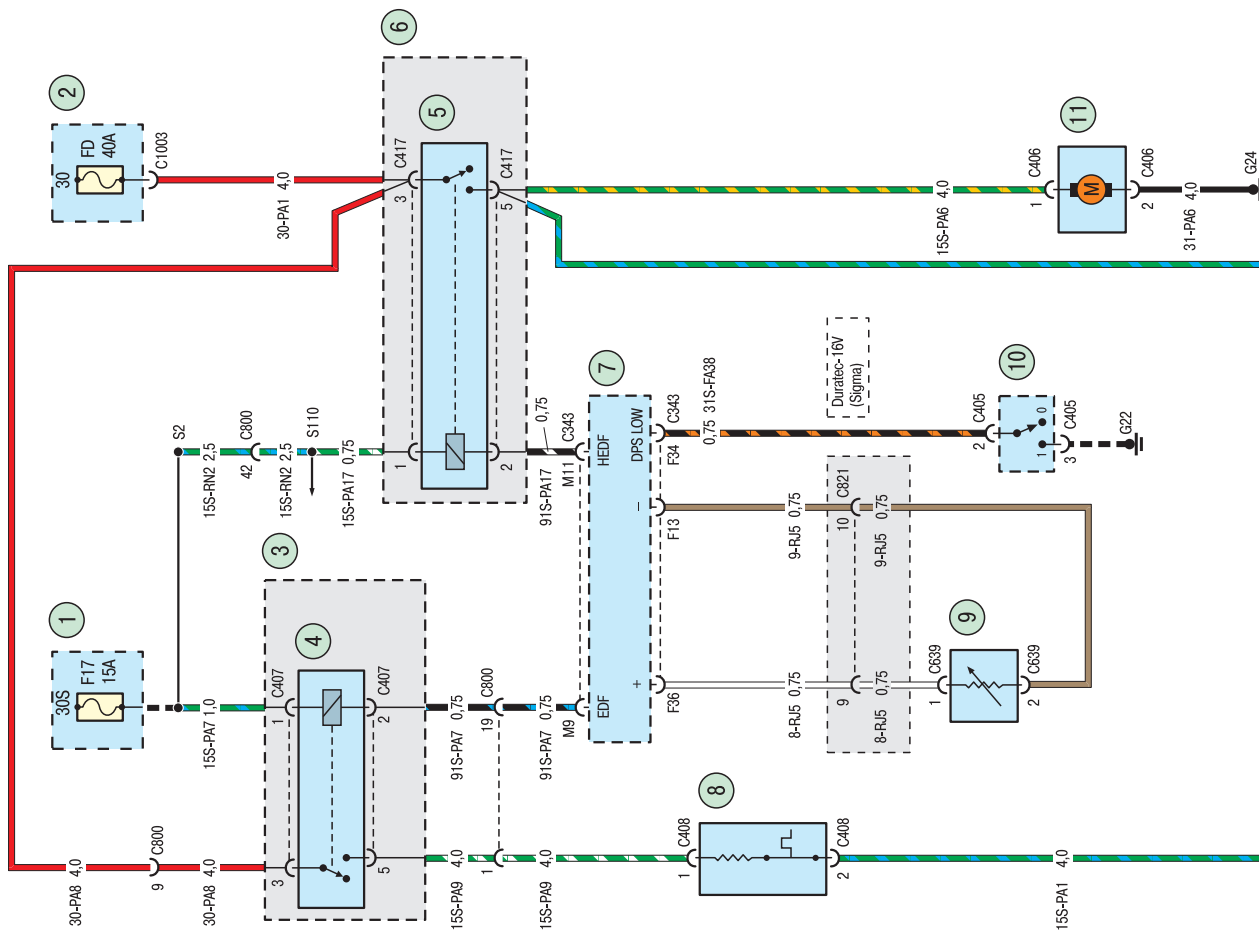 2
30
FD
40A
C1003
30-PA1 4,0
6
5
3
C417
C417
5
1
2
15S-PA6 4,0
11
1
C406
M
2
C406
31-PA6 4,0
G24
1
30S
F17
15A
S2
15S-RN2 2,5
42
C800
15S-RN2 2,5
S110
15S-PA17 0,75
91S-PA17
0,75
C343
M11
7
HEDF
DPS LOW
EDF
+
−
F34
C343
0,75 31S-FA38
Duratec-16V
(Sigma)
10
2
C405
1
0
3
C405
G22
F13
9-RJ5 0,75
10
C821
9-RJ5 0,75
15S-PA7 1,0
3
4
1
C407
2
C407
3
5
91S-PA7 0,75
19
C800
91S-PA7 0,75
M9
F36
8-RJ5 0,75
9
8-RJ5 0,75
9
1
C639
2
C639
30-PA8 4,0
9
C800
30-PA8 4,0
15S-PA9 4,0
1
15S-PA9 4,0
8
1
C408
2
C408
15S-PA1 4,0